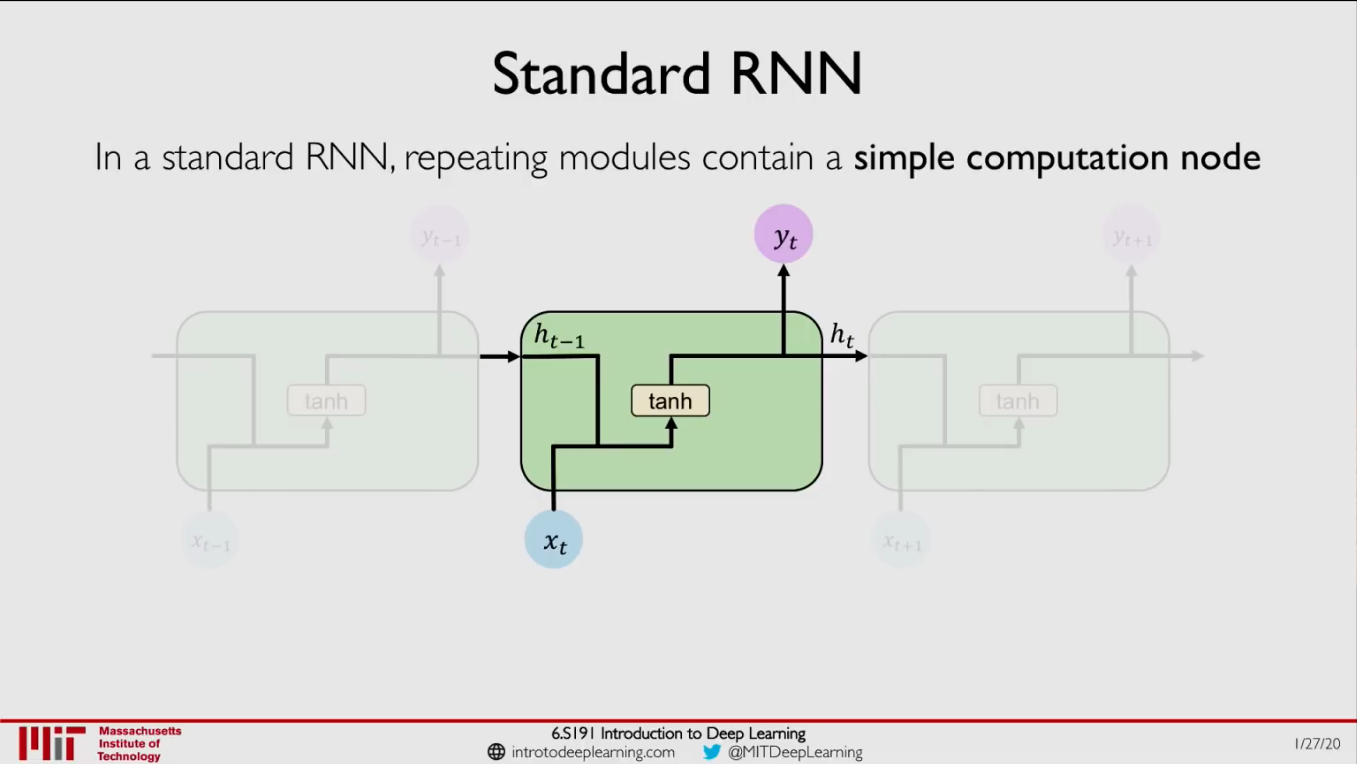 Standard RNN
In a standard RNN, repeating modules contain a simple computation node
y_{t−1}
y_t
y_{t+1}
h_{t−1}
h_t
tanh
tanh
tanh
x_{t−1}
x_t
x_{t+1}
Massachusetts
Institute of
Technology
6.S191 Introduction to Deep Learning
introtodeeplearning.com @MITDeepLearning
1/27/20